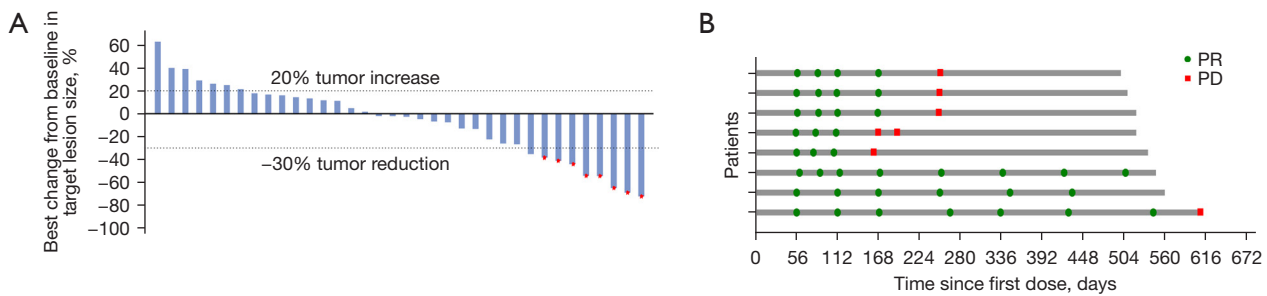 A
Best change from baseline in
target lesion size, %
60
40
20
0
−20
−40
−60
−80
−100
20% tumor increase
−30% tumor reduction
B
PR
PD
Patients
0 56 112 168 224 280 336 392 448 504 560 616 672
Time since first dose, days